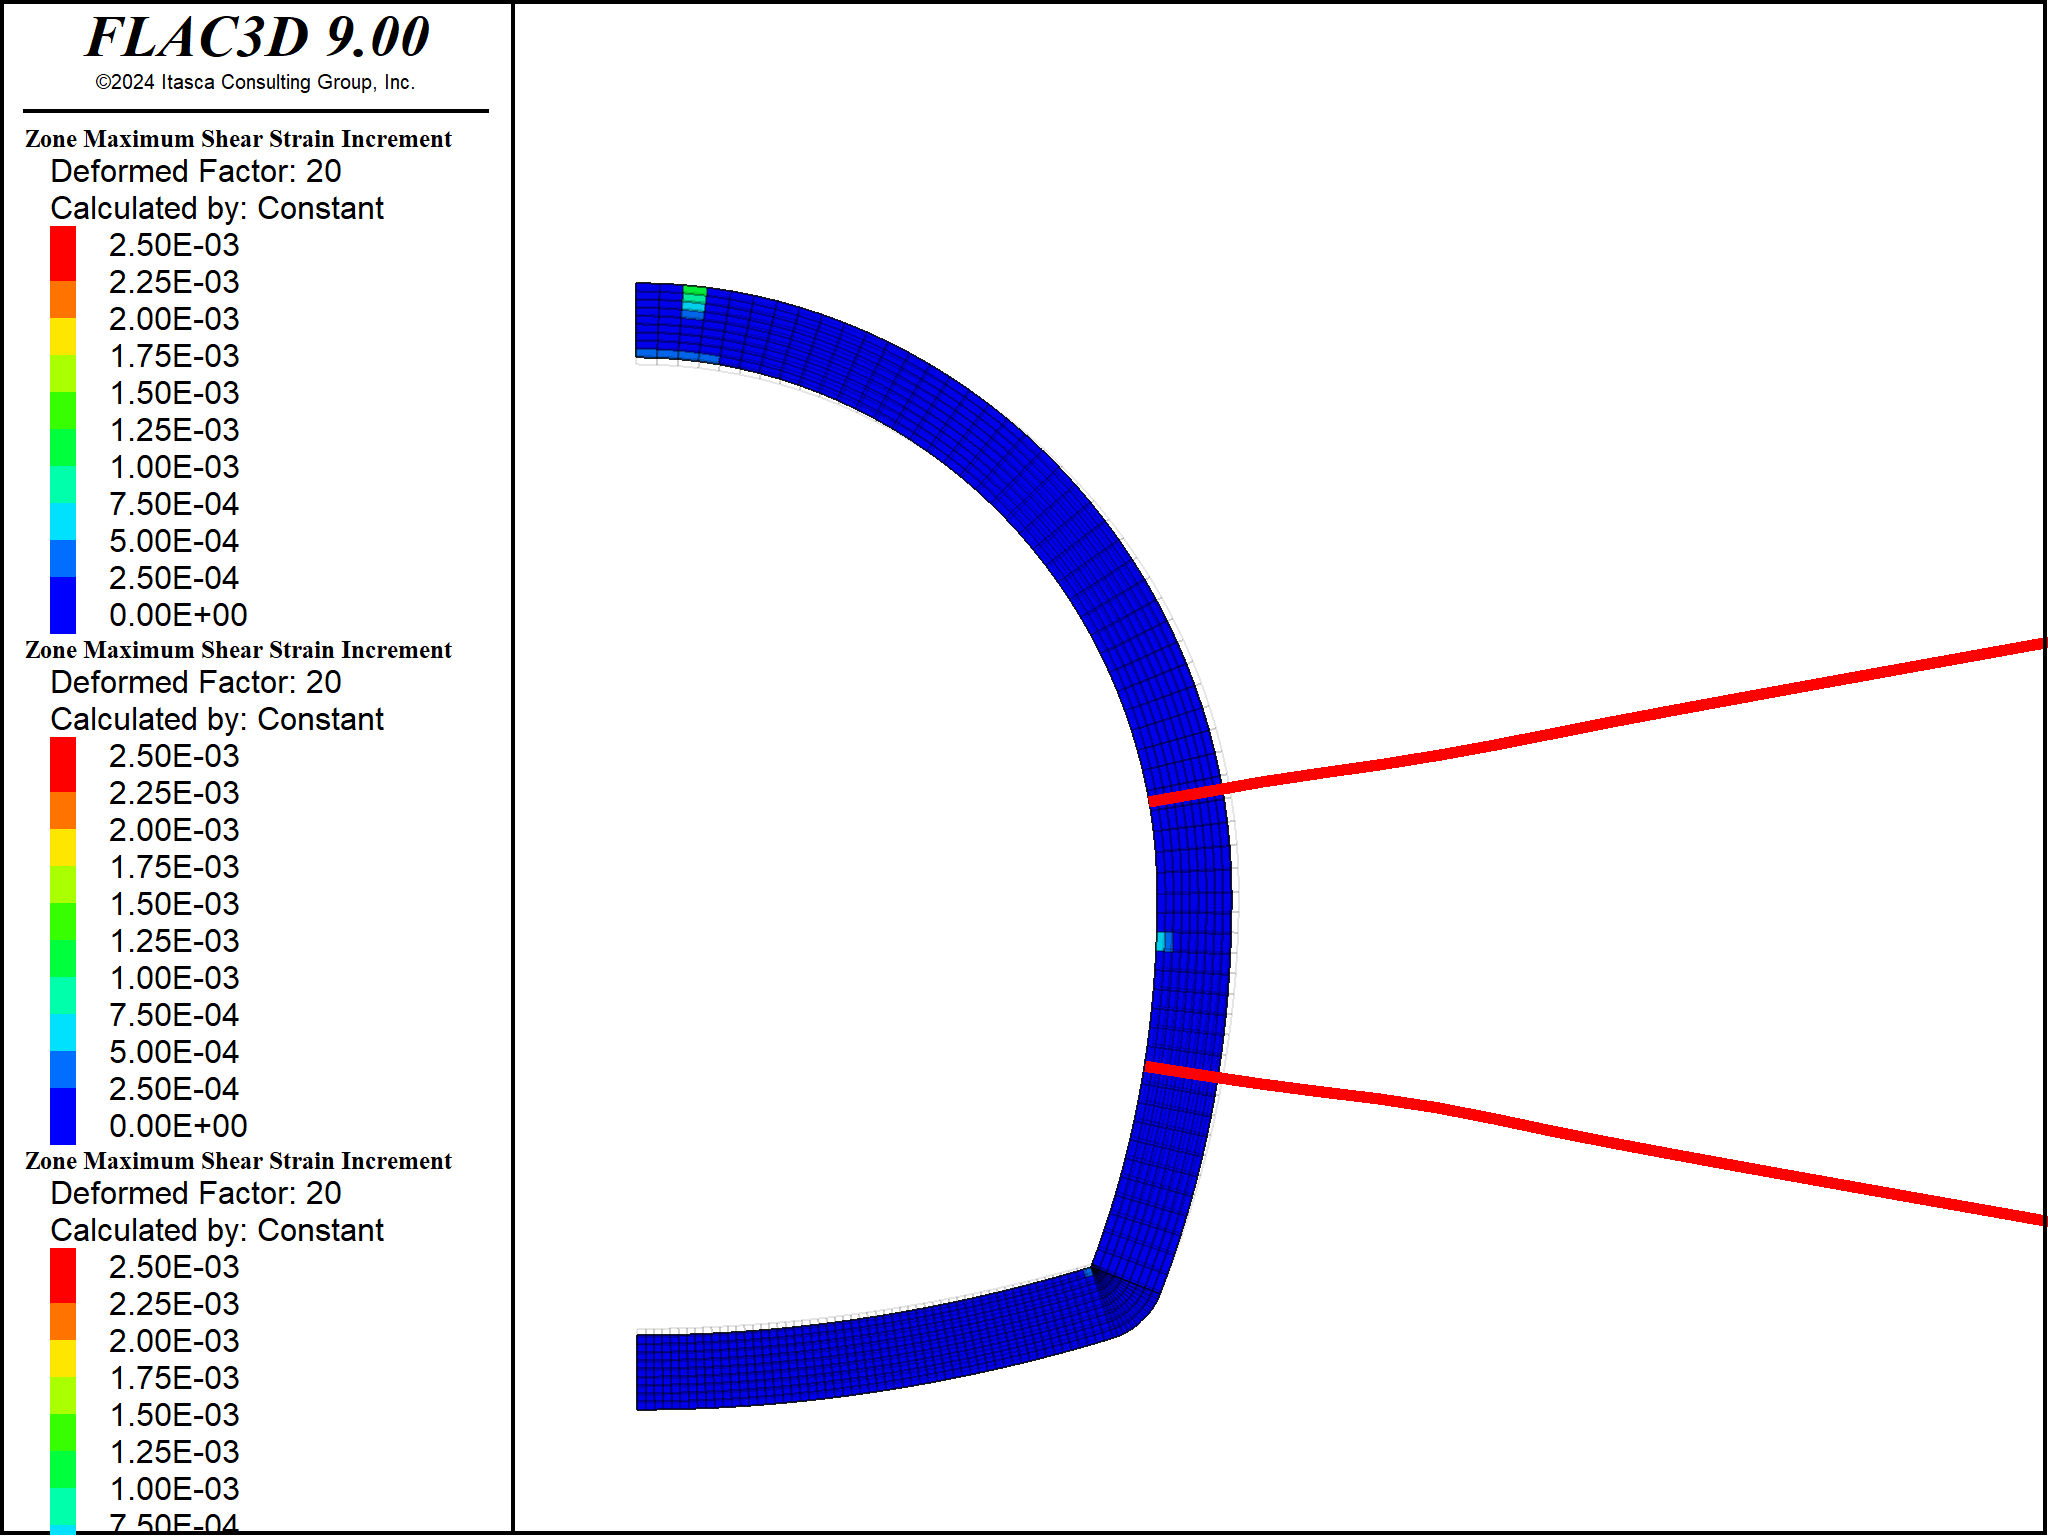 FLAC3D 9.00
©2024 Itasca Consulting Group, Inc.
Zone Maximum Shear Strain Increment
Deformed Factor: 20
Calculated by: Constant
2.50E-03
2.25E-03
2.00E-03
1.75E-03
1.50E-03
1.25E-03
1.00E-03
7.50E-04
5.00E-04
2.50E-04
0.00E+00
Zone Maximum Shear Strain Increment
Deformed Factor: 20
Calculated by: Constant
2.50E-03
2.25E-03
2.00E-03
1.75E-03
1.50E-03
1.25E-03
1.00E-03
7.50E-04
5.00E-04
2.50E-04
0.00E+00
Zone Maximum Shear Strain Increment
Deformed Factor: 20
Calculated by: Constant
2.50E-03
2.25E-03
2.00E-03
1.75E-03
1.50E-03
1.25E-03
1.00E-03
7.50E-04